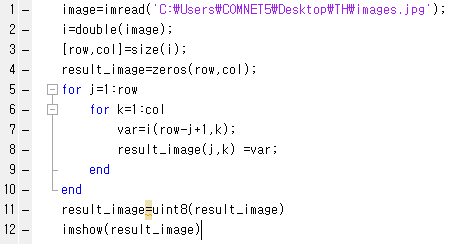 1 - image=imread('C:₩Users₩COMNET5₩Desktop₩TH₩images.jpg');
2 - i=double(image);
3 - [row,col]=size(i);
4 - result_image=zeros(row,col);
5 - for j=1:row
6 - for k=1:col
7 - var=i(row-j+1,k);
8 - result_image(j,k) =var;
9 - end
10 - end
11 - result_image=uint8(result_image)
12 - imshow(result_image)